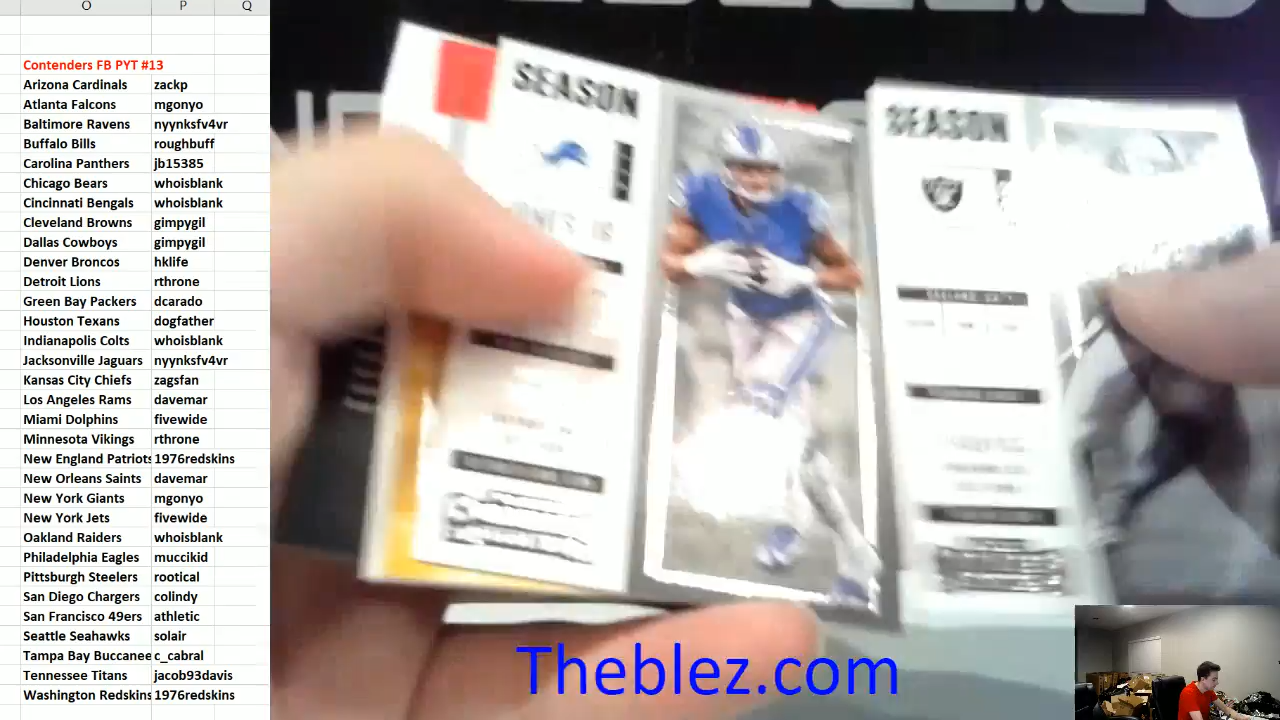 O P Q
Contenders FB PYT #13
Arizona Cardinals zackp
Atlanta Falcons mgonyo
Baltimore Ravens nyynksfv4vr
Buffalo Bills roughbuff
Carolina Panthers jb15385
Chicago Bears whoisblank
Cincinnati Bengals whoisblank
Cleveland Browns gimpygil
Dallas Cowboys gimpygil
Denver Broncos hklife
Detroit Lions rthrone
Green Bay Packers dcarado
Houston Texans dogfather
Indianapolis Colts whoisblank
Jacksonville Jaguars nyynksfv4vr
Kansas City Chiefs zagsfan
Los Angeles Rams davemar
Miami Dolphins fivewide
Minnesota Vikings rthrone
New England Patriots 1976redskins
New Orleans Saints davemar
New York Giants mgonyo
New York Jets fivewide
Oakland Raiders whoisblank
Philadelphia Eagles muccikid
Pittsburgh Steelers rootical
San Diego Chargers colindy
San Francisco 49ers athletic
Seattle Seahawks solair
Tampa Bay Buccanee c_cabral
Tennessee Titans jacob93davis
Washington Redskins 1976redskins
SEASON
SEASON
Theblez.com